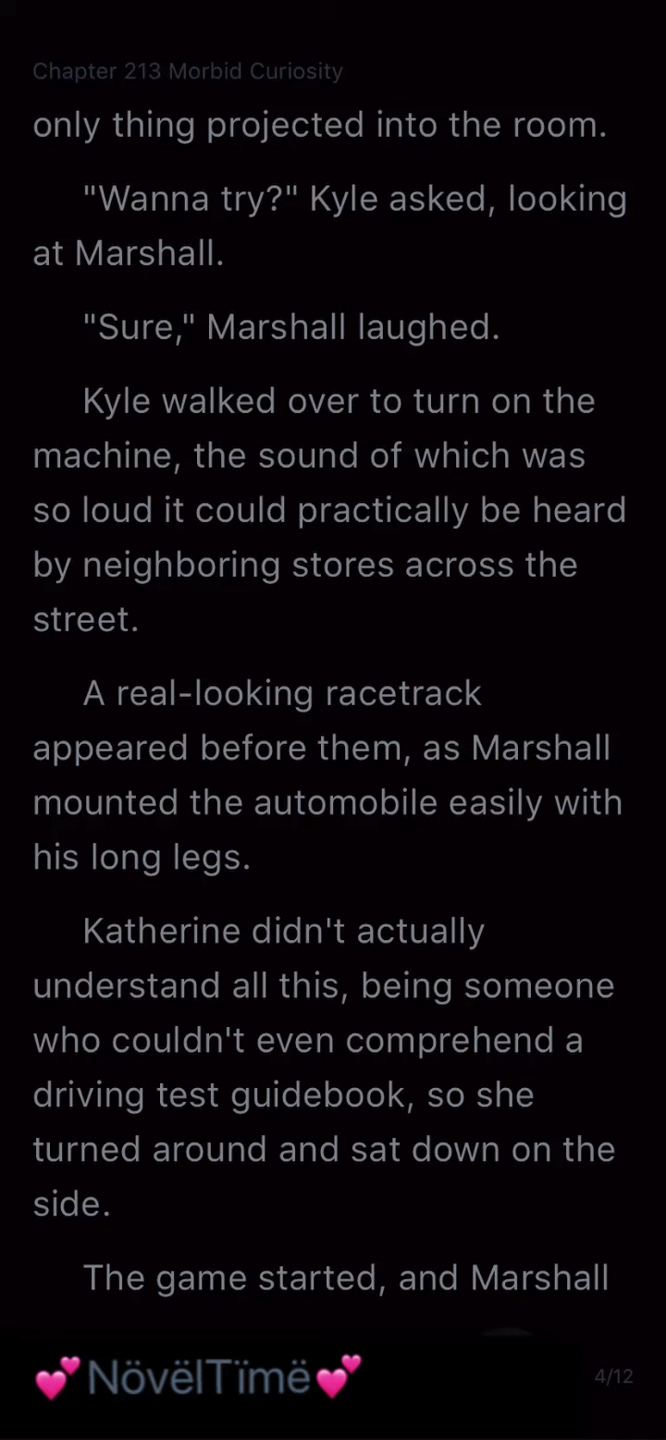 Chapter 213 Morbid Curiosity
only thing projected into the room.
"Wanna try?" Kyle asked, looking
at Marshall.
"Sure," Marshall laughed.
Kyle walked over to turn on the
machine, the sound of which was
so loud it could practically be heard
by neighboring stores across the
street.
A real-looking racetrack
appeared before them, as Marshall
mounted the automobile easily with
his long legs.
Katherine didn't actually
understand all this, being someone
who couldn't even comprehend a
driving test guidebook, so she
turned around and sat down on the
side.
The game started, and Marshall
💕NövëlTïmë💕
4/12